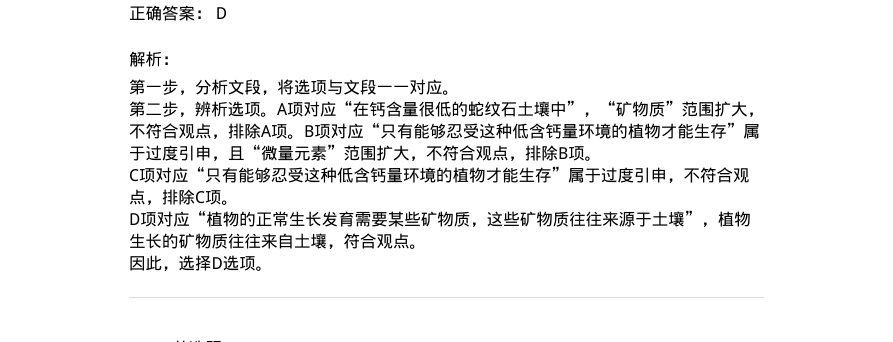 正确答案： D
解析：
第一步，分析文段，将选项与文段一一对应。
第二步，辨析选项。A项对应“在钙含量很低的蛇纹石土壤中”，“矿物质”范围扩大，
不符合观点，排除A项。B项对应“只有能够忍受这种低含钙量环境的植物才能生存”属
于过度引申，且“微量元素”范围扩大，不符合观点，排除B项。
C项对应“只有能够忍受这种低含钙量环境的植物才能生存”属于过度引申，不符合观
点，排除C项。
D项对应“植物的正常生长发育需要某些矿物质，这些矿物质往往来源于土壤”，植物
生长的矿物质往往来自土壤，符合观点。
因此，选择D选项。